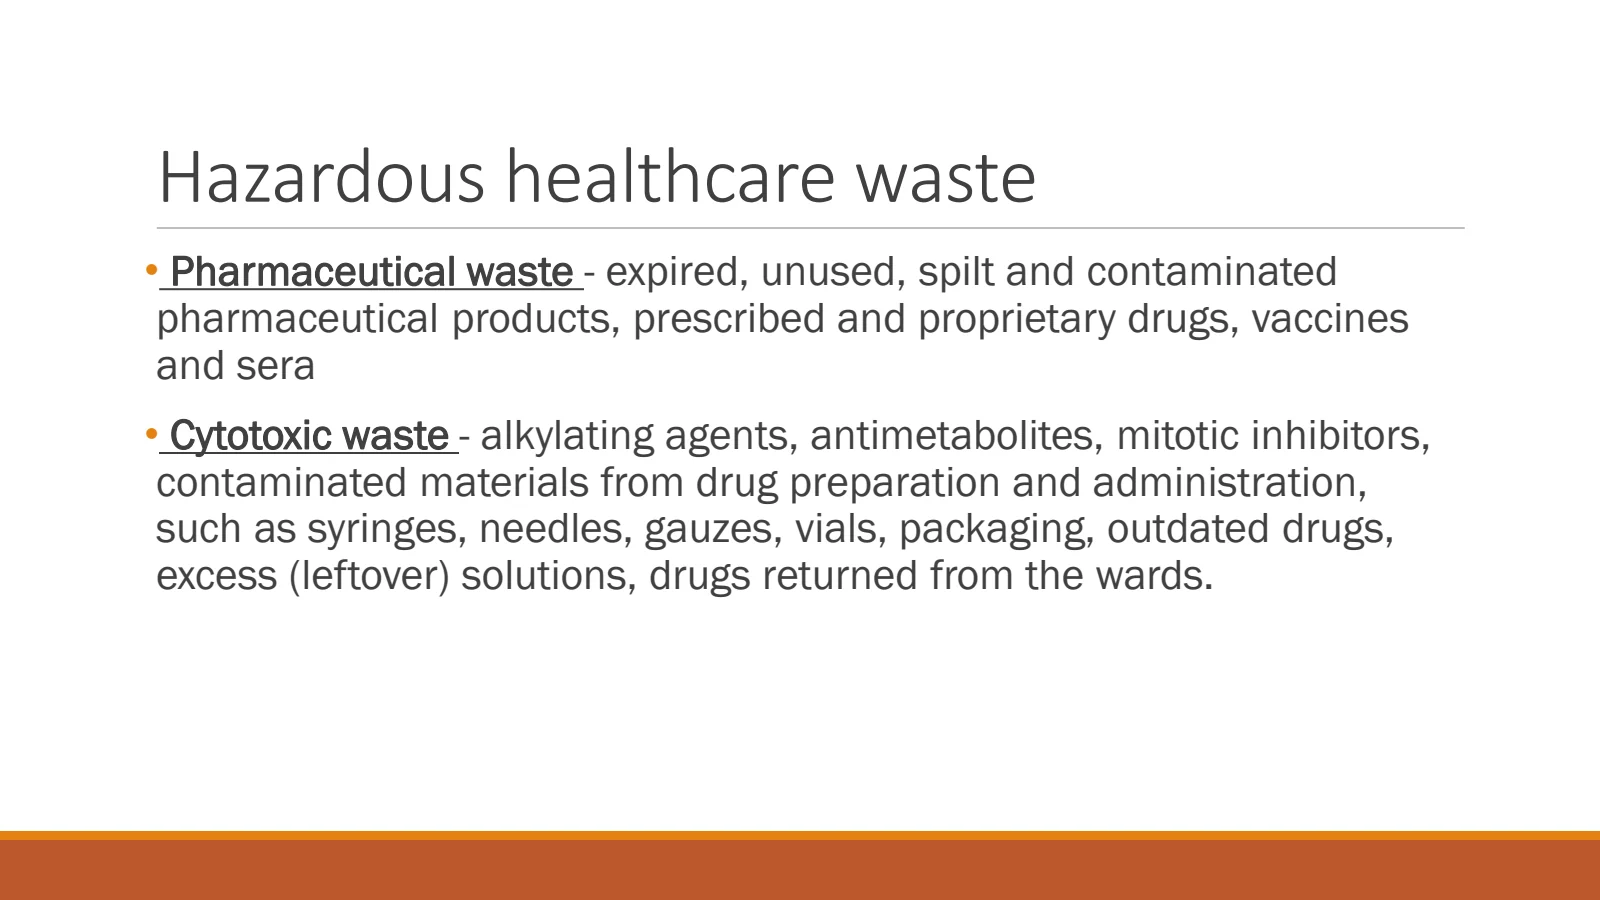 Hazardous healthcare waste
• Pharmaceutical waste - expired, unused, spilt and contaminated
pharmaceutical products, prescribed and proprietary drugs, vaccines
and sera
• Cytotoxic waste - alkylating agents, antimetabolites, mitotic inhibitors,
contaminated materials from drug preparation and administration,
such as syringes, needles, gauzes, vials, packaging, outdated drugs,
excess (leftover) solutions, drugs returned from the wards.